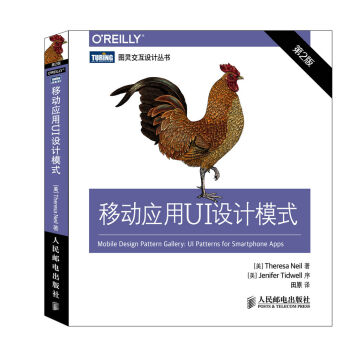 第2版
移动应用UI设计模式
[美] Theresa Neil 著
人民邮电出版社
O'REILLY®
TURING
图灵交互设计丛书
第2版
移动应用UI设计模式
Mobile Design Pattern Gallery: UI Patterns for Smartphone Apps
[美] Theresa Neil 著
[美] Jenifer Tidwell 序
田原 译
人民邮电出版社
POSTS & TELECOM PRESS